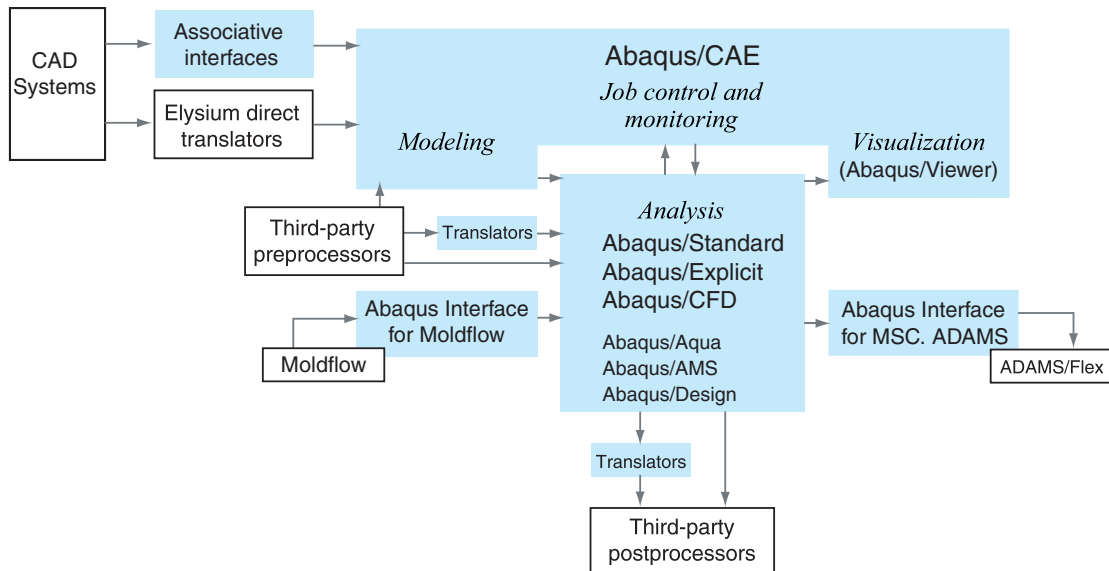 CAD
Systems
Associative
interfaces
Elysium direct
translators
Abaqus/CAE
Job control and
monitoring
Modeling
Visualization
(Abaqus/Viewer)
Third-party
preprocessors
Translators
Analysis
Abaqus/Standard
Abaqus/Explicit
Abaqus/CFD
Abaqus/Aqua
Abaqus/AMS
Abaqus/Design
Abaqus Interface
for Moldflow
Moldflow
Abaqus Interface
for MSC. ADAMS
ADAMS/Flex
Translators
Third-party
postprocessors